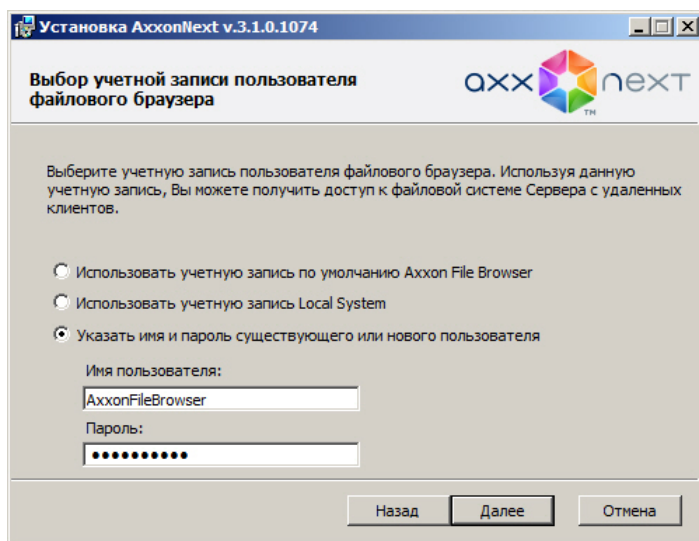 Установка AxxonNext v.3.1.0.1074
Выбор учетной записи пользователя
файлового браузера
axxnext
TM
Выберите учетную запись пользователя файлового браузера. Используя данную
учетную запись, Вы можете получить доступ к файловой системе Сервера с удаленных
клиентов.
Использовать учетную запись по умолчанию Axxon File Browser
Использовать учетную запись Local System
Указать имя и пароль существующего или нового пользователя
Имя пользователя:
AxxonFileBrowser
Пароль:
●●●●●●●●●●
Назад Далее Отмена